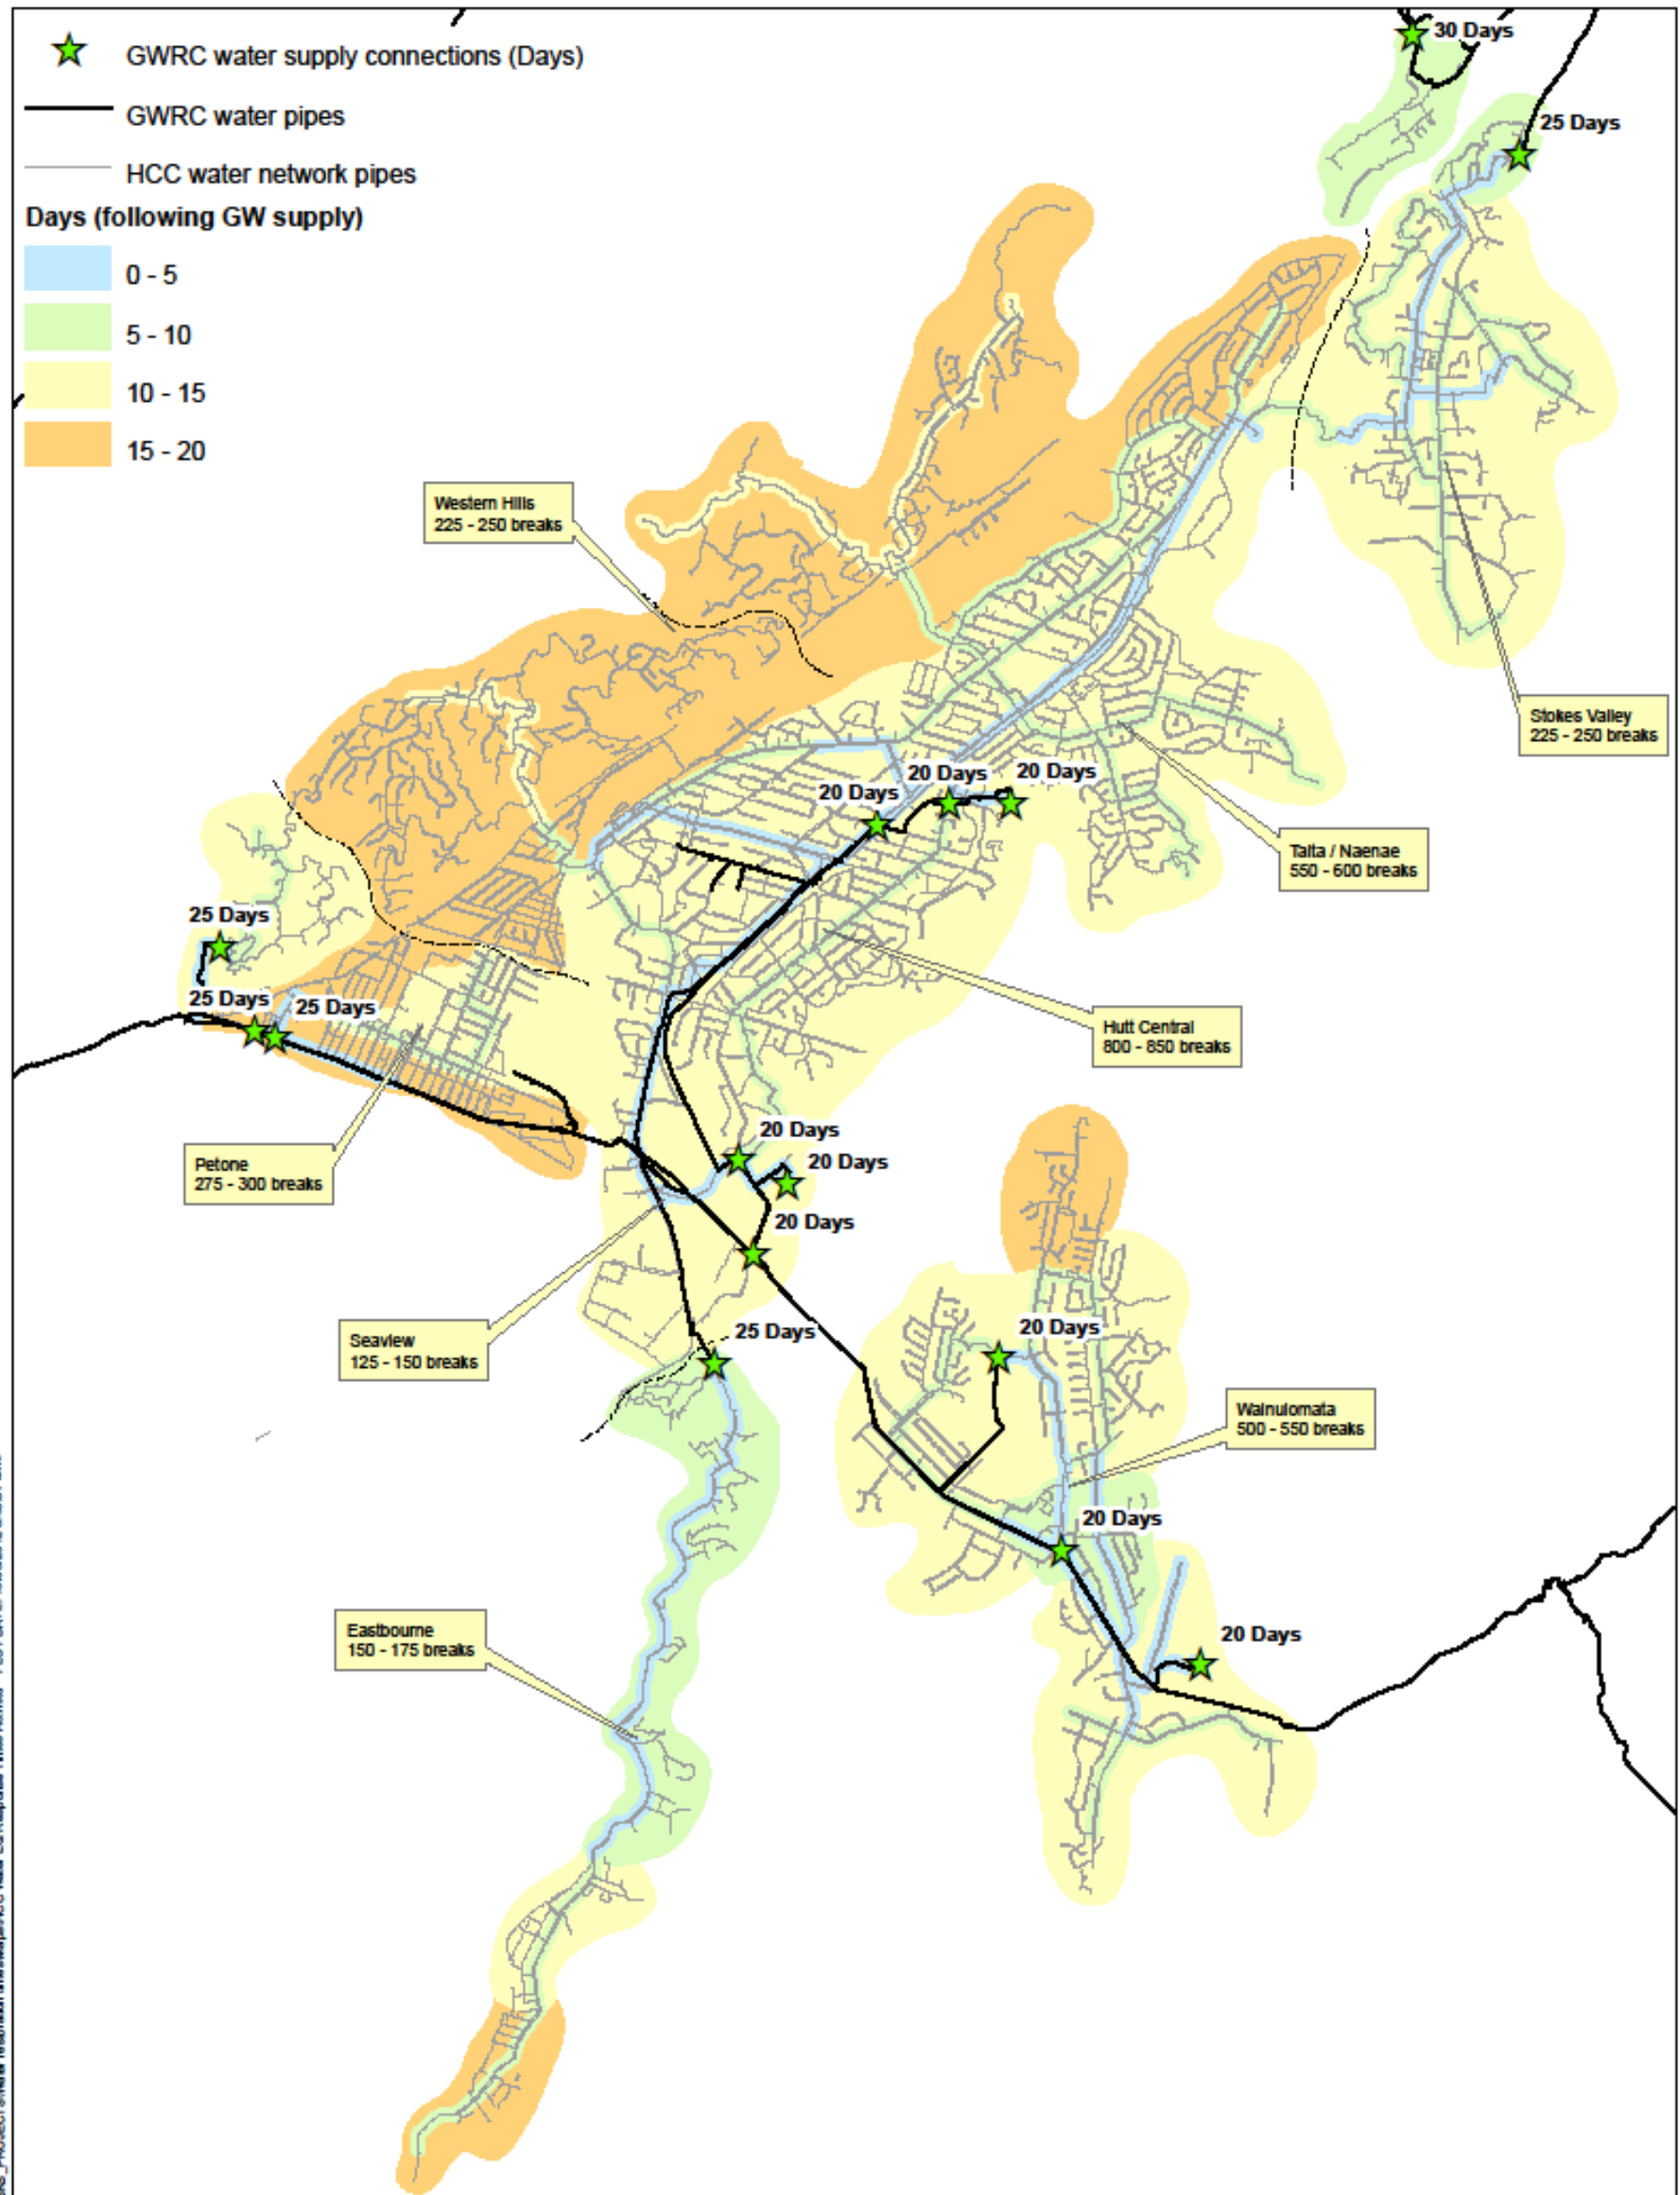 GWRC water supply connections (Days)
GWRC water pipes
HCC water network pipes
Days (following GW supply)
0 - 5
5 - 10
10 - 15
15 - 20
30 Days
25 Days
Western Hills
225 - 250 breaks
Stokes Valley
225 - 250 breaks
20 Days
20 Days
20 Days
Taita / Naenae
550 - 600 breaks
25 Days
25 Days
25 Days
Hutt Central
800 - 850 breaks
Petone
275 - 300 breaks
20 Days
20 Days
20 Days
Seaview
125 - 150 breaks
25 Days
20 Days
Wainuiomata
500 - 550 breaks
20 Days
Eastbourne
150 - 175 breaks
20 Days